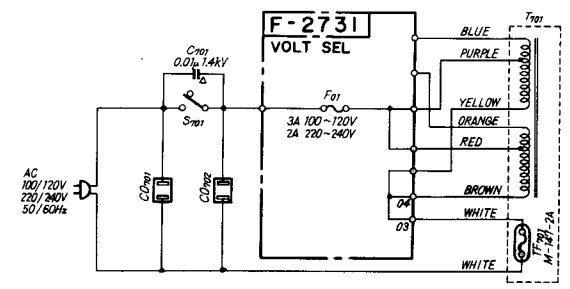 F-2731
VOLT SEL
T701
BLUE
PURPLE
C701
0.01μ 1.4kV
S701
F01
3A 100~120V
2A 220~240V
YELLOW
ORANGE
RED
AC
100/120V
220/240V
50/60Hz
CO701
CO702
BROWN
04
WHITE
03
TF701
M-147-2A
WHITE